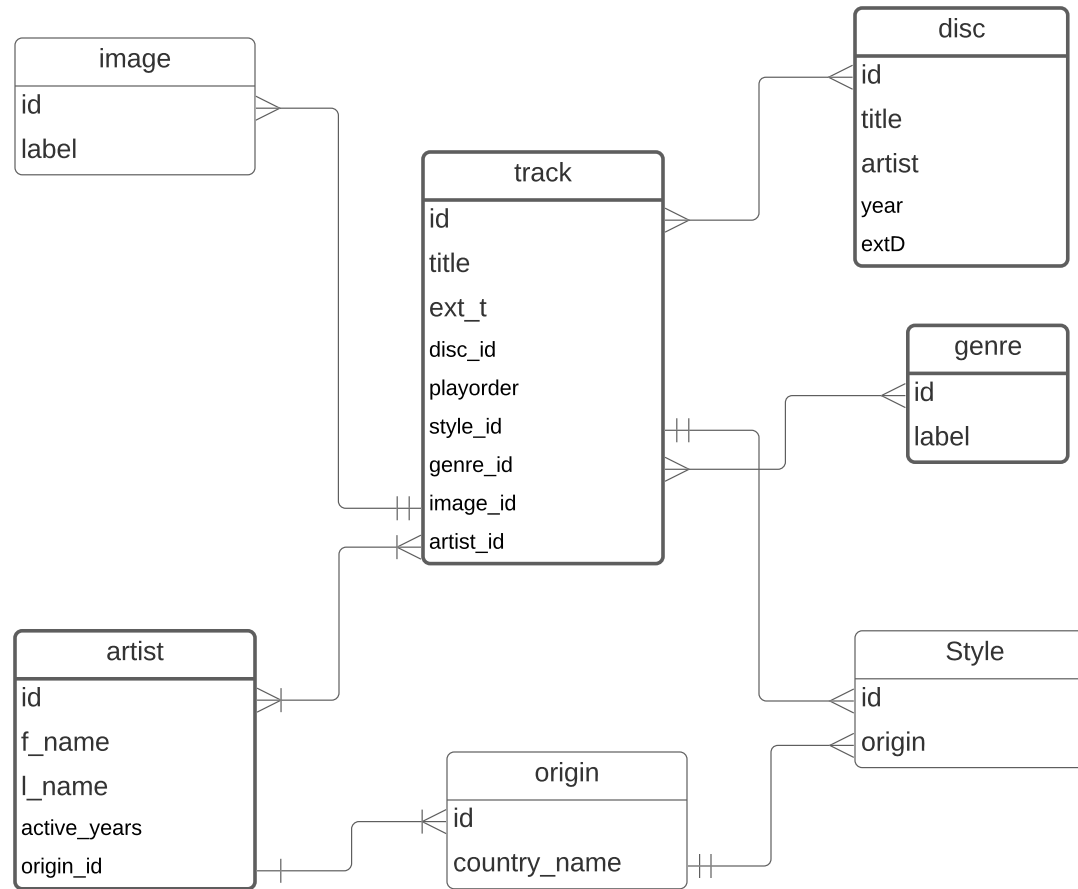 image
id
label
disc
id
title
artist
year
extD
track
id
title
ext_t
disc_id
playorder
style_id
genre_id
image_id
artist_id
genre
id
label
artist
id
f_name
l_name
active_years
origin_id
origin
id
country_name
Style
id
origin